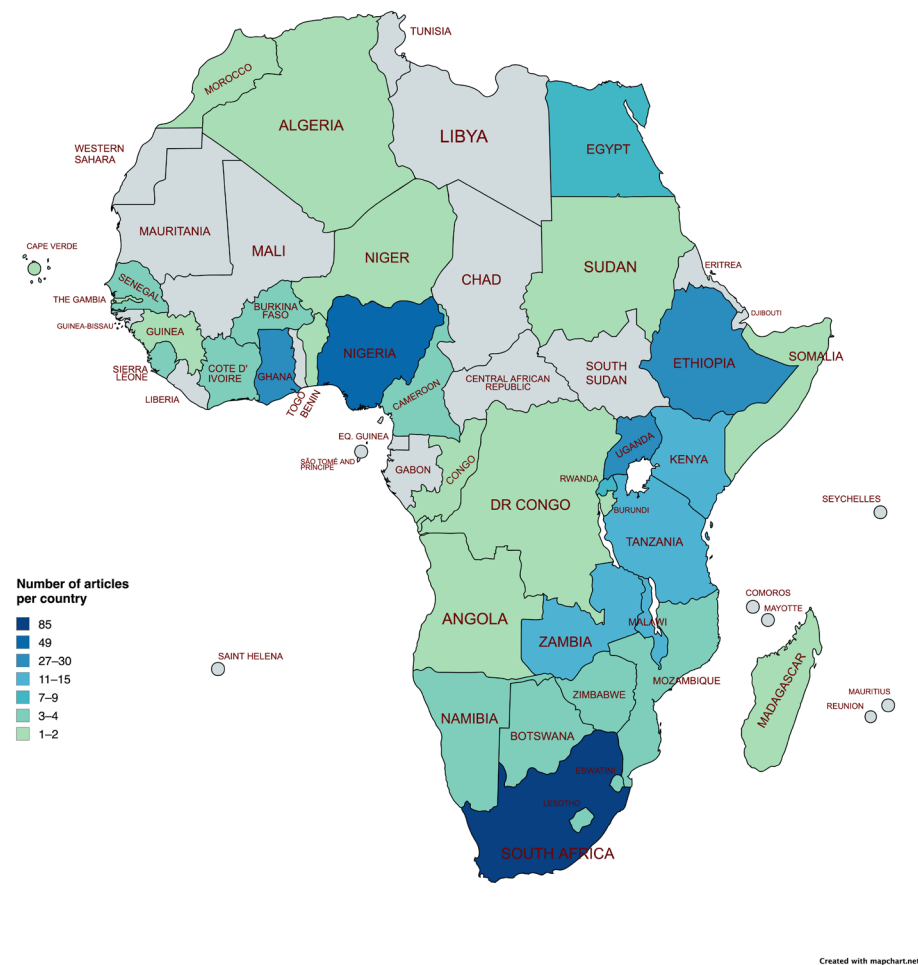 TUNISIA
MOROCCO
ALGERIA
LIBYA
EGYPT
WESTERN
SAHARA
MAURITANIA
MALI
NIGER
CHAD
SUDAN
ERITREA
CAPE VERDE
SENEGAL
THE GAMBIA
GUINEA-BISSAU
GUINEA
BURKINA
FASO
DJIBOUTI
SIERRA
LEONE
LIBERIA
COTE D'
IVOIRE
GHANA
TOGO
BENIN
NIGERIA
CAMEROON
CENTRAL AFRICAN
REPUBLIC
SOUTH
SUDAN
ETHIOPIA
SOMALIA
EQ. GUINEA
SÃO TOMÉ AND
PRINCIPE
GABON
CONGO
DR CONGO
UGANDA
KENYA
RWANDA
BURUNDI
TANZANIA
SEYCHELLES
Number of articles
per country
85
49
27–30
11–15
7–9
3–4
1–2
ANGOLA
ZAMBIA
MALAWI
COMOROS
MAYOTTE
SAINT HELENA
MOZAMBIQUE
ZIMBABWE
MADAGASCAR
MAURITIUS
REUNION
NAMIBIA
BOTSWANA
ESWATINI
LESOTHO
SOUTH AFRICA
Created with mapchart.net